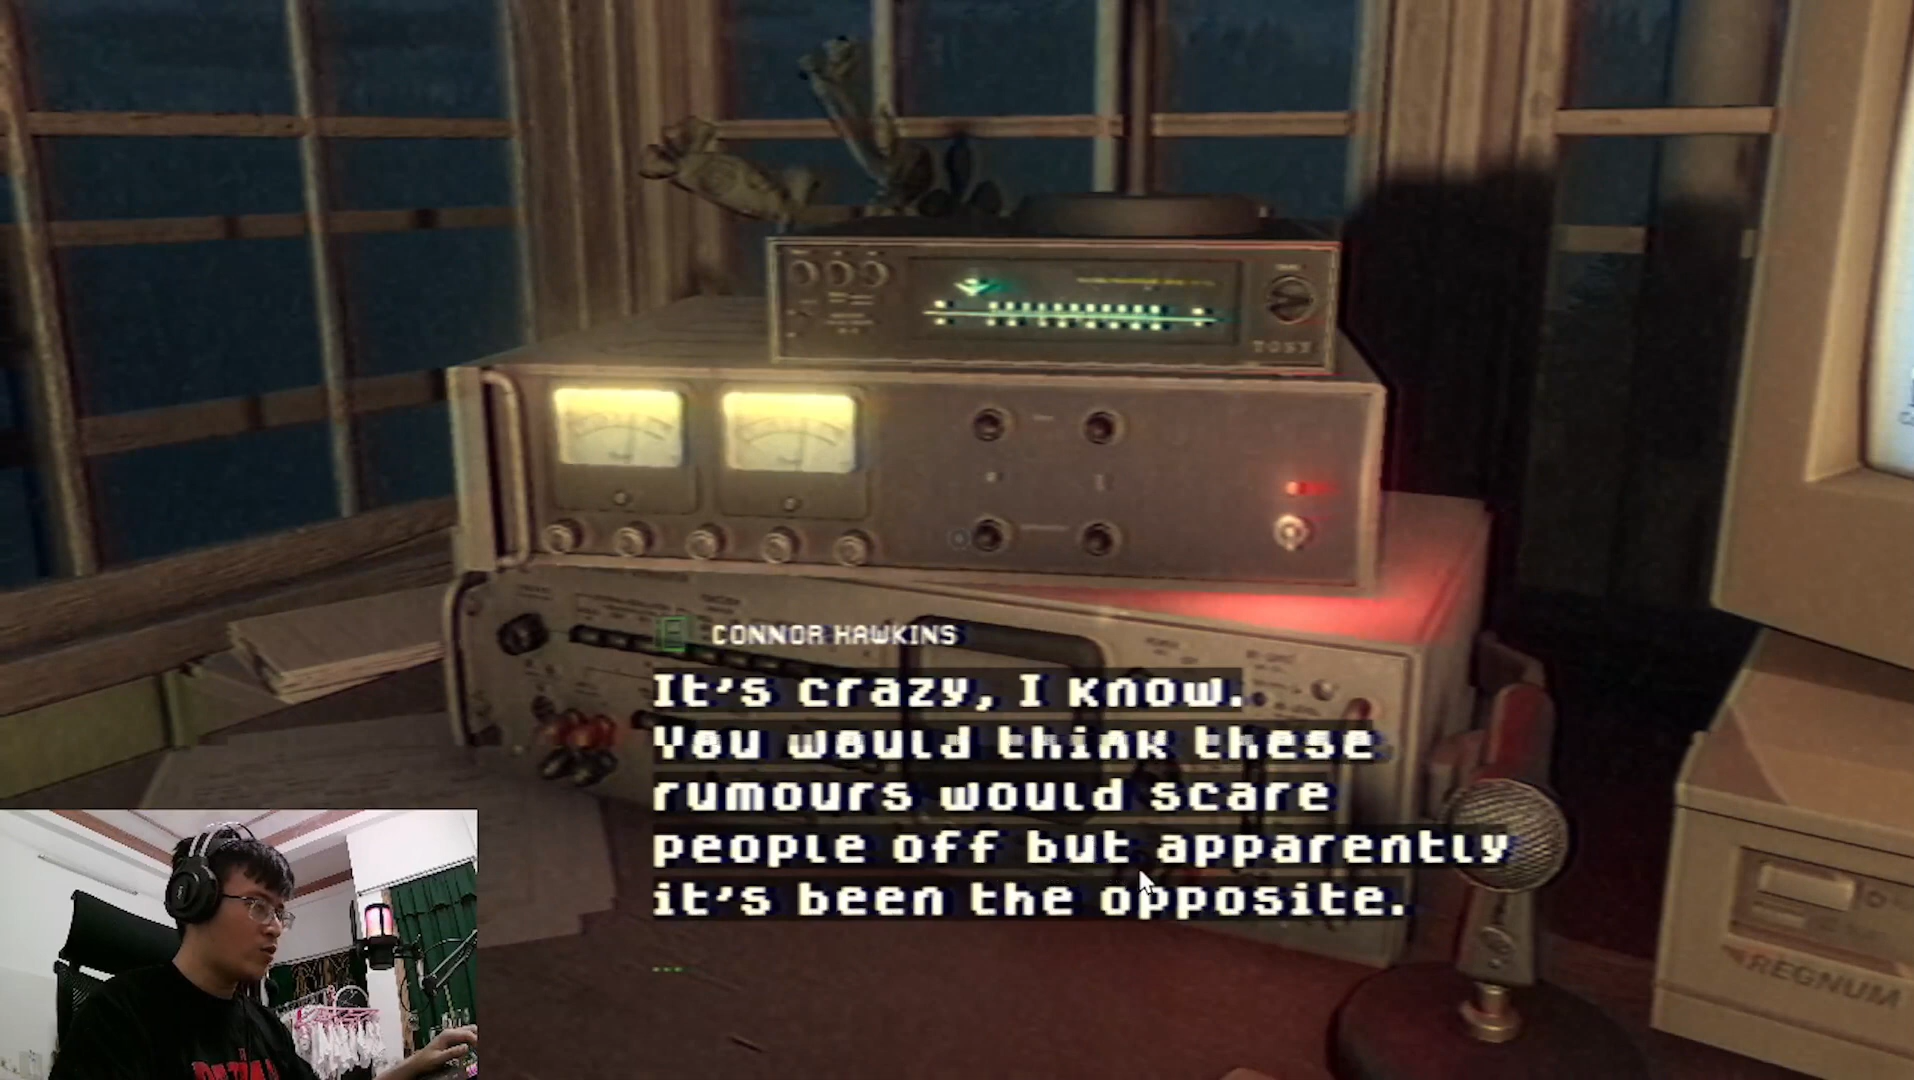 TOSY
CONNOR HAWKINS
It's crazy, I know.
You would think these
rumours would scare
people off but apparently
it's been the opposite.
...
REGNUM